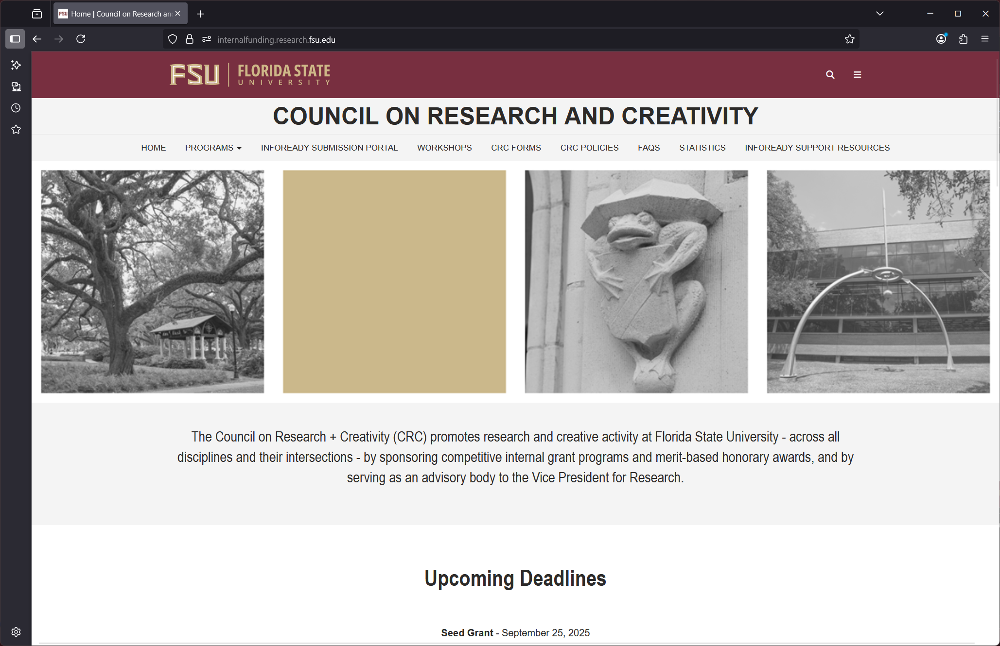 FSU Home | Council on Research an
internalfunding.research.fsu.edu
FSU FLORIDA STATE
UNIVERSITY
COUNCIL ON RESEARCH AND CREATIVITY
HOME PROGRAMS INFOREADY SUBMISSION PORTAL WORKSHOPS CRC FORMS CRC POLICIES FAQS STATISTICS INFOREADY SUPPORT RESOURCES
The Council on Research + Creativity (CRC) promotes research and creative activity at Florida State University - across all
disciplines and their intersections - by sponsoring competitive internal grant programs and merit-based honorary awards, and by
serving as an advisory body to the Vice President for Research.
Upcoming Deadlines
Seed Grant - September 25, 2025